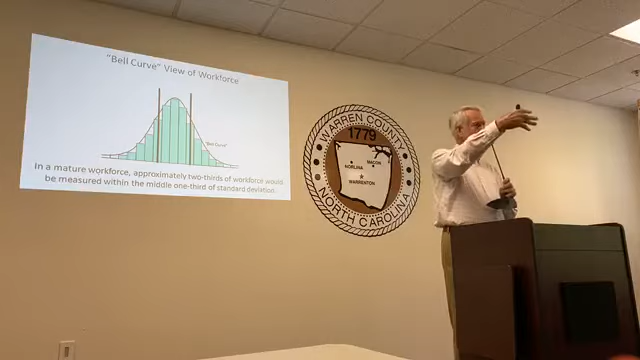 "Bell Curve" View of Workforce
"Bell Curve"
In a mature workforce, approximately two-thirds of workforce would
be measured within the middle one-third of standard deviation.
WARREN COUNTY
1779
NORLINA
MACON
WARRENTON
NORTH CAROLINA